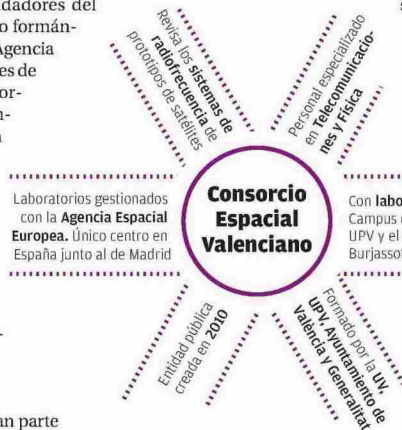 dadores del
o formán-
Agencia
es de
or-
n-
Revisa los sistemas de
radiofrecuencia de
prototipos de satélites
Personal especializado
en Telecomunicacio-
nes y Física
Laboratorios gestionados
con la Agencia Espacial
Europea. Único centro en
España junto al de Madrid
Consorcio
Espacial
Valenciano
Con labo
Campus
UPV y el
Burjassot
Entidad pública
creada en 2010
Formado por la UV,
UPV, Ayuntamiento de
València y Generalitat
an parte